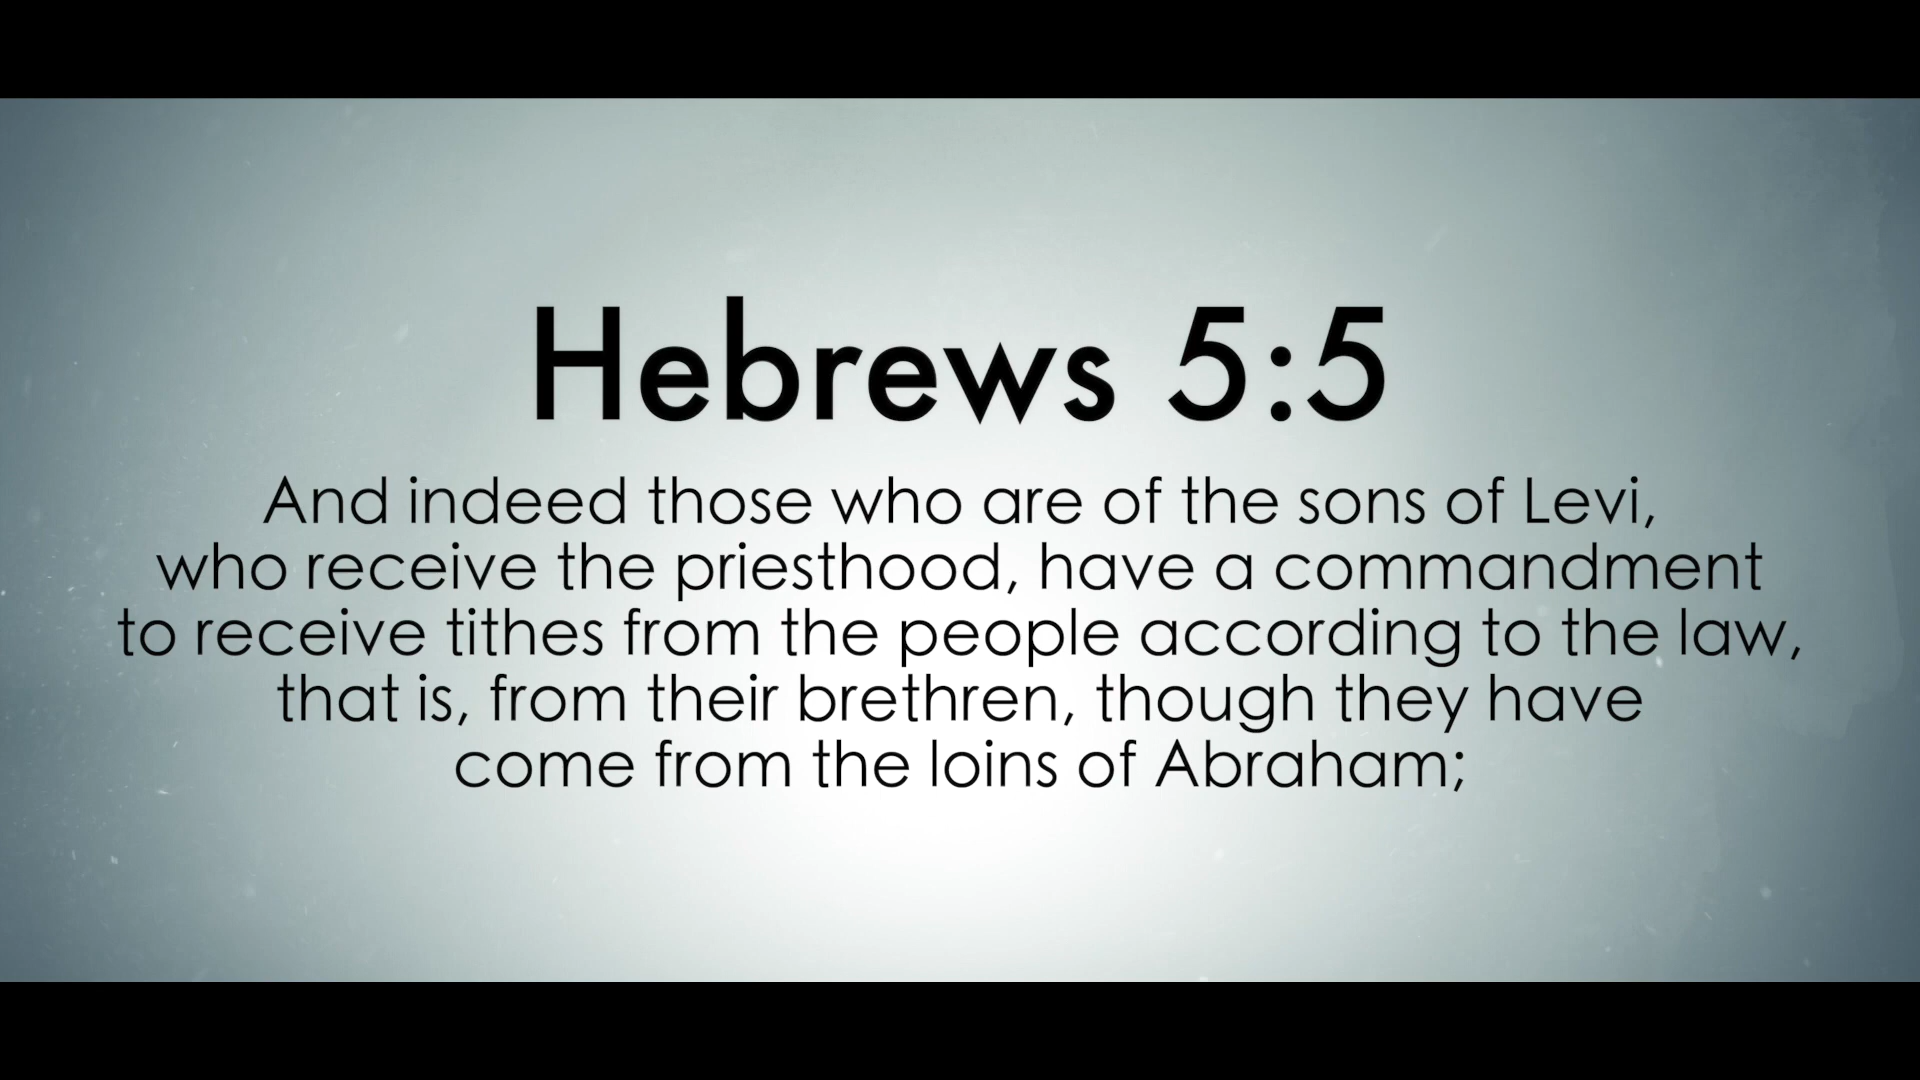 Hebrews 5:5
And indeed those who are of the sons of Levi,
who receive the priesthood, have a commandment
to receive tithes from the people according to the law,
that is, from their brethren, though they have
come from the loins of Abraham;